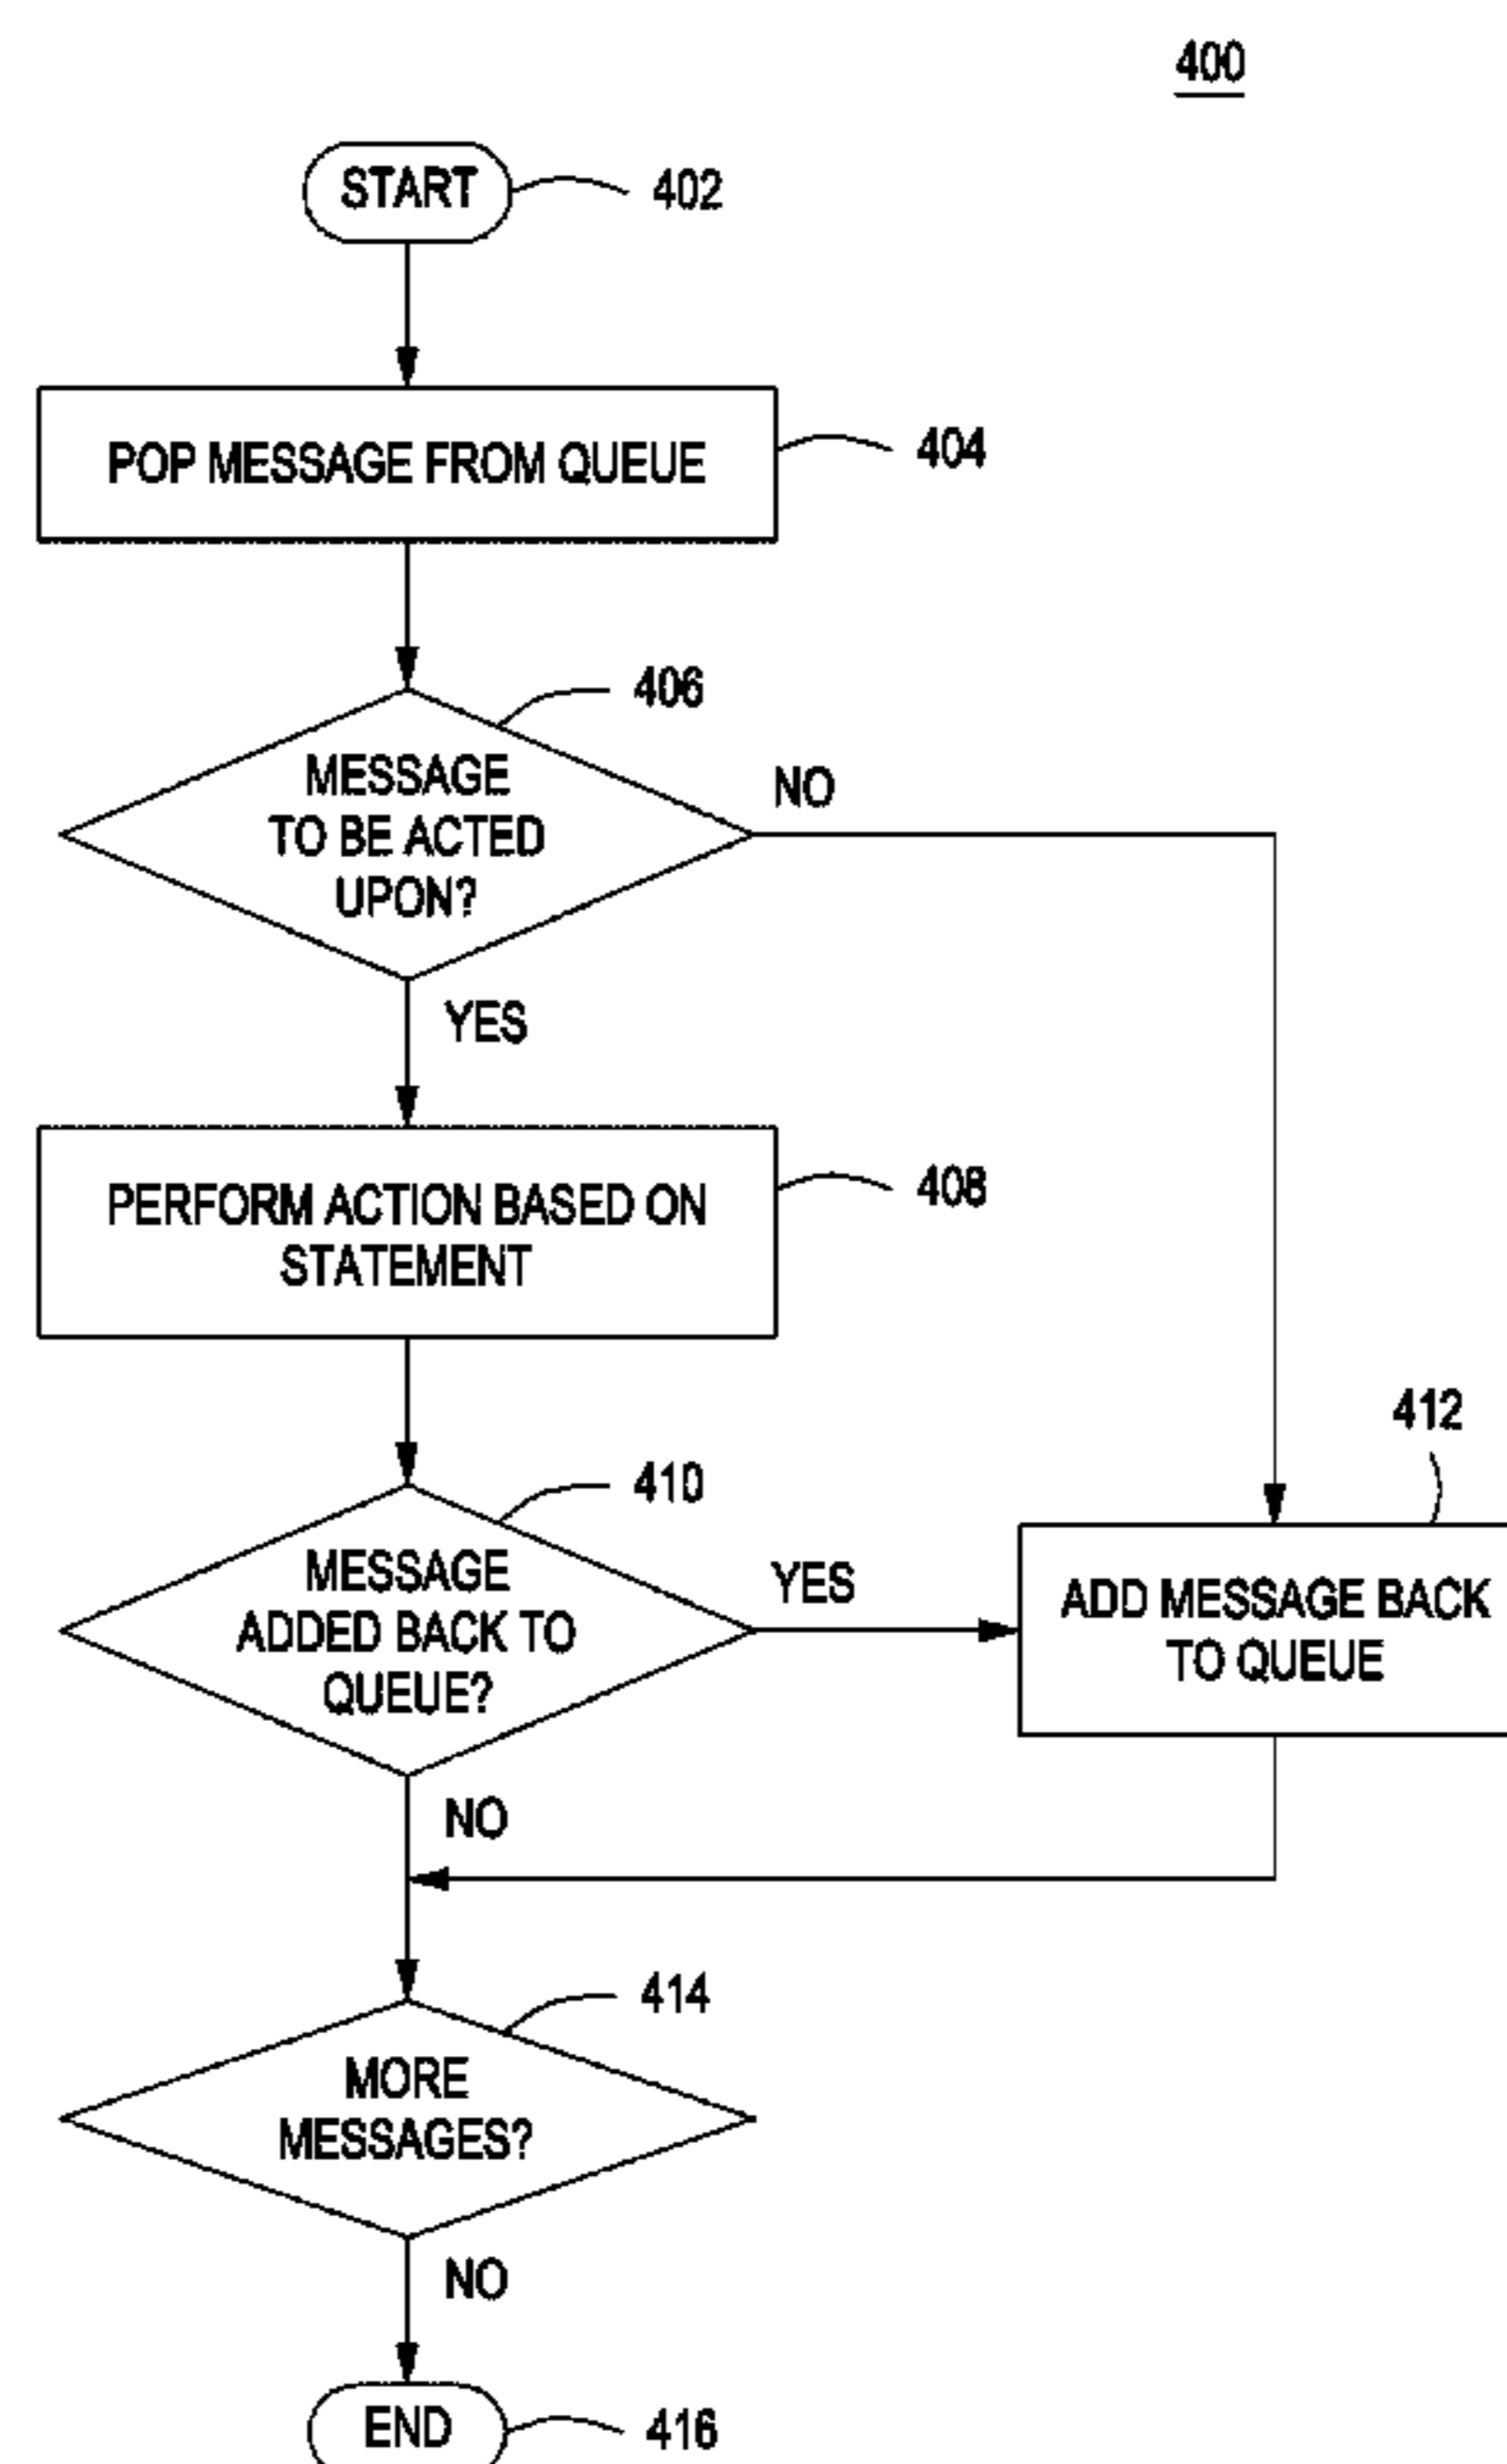 400
START
402
POP MESSAGE FROM QUEUE
404
406
MESSAGE
TO BE ACTED
UPON?
NO
YES
PERFORM ACTION BASED ON
STATEMENT
408
410
MESSAGE
ADDED BACK TO
QUEUE?
YES
412
ADD MESSAGE BACK
TO QUEUE
NO
414
MORE
MESSAGES?
NO
END
416